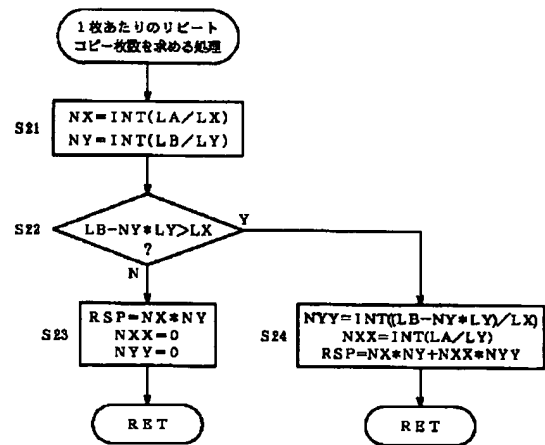 1枚あたりのリピート
コピー枚数を求める処理
S21
NX=INT(LA/LX)
NY=INT(LB/LY)
S22
LB-NY*LY>LX
?
Y
N
S23
RSP=NX*NY
NXX=0
NYY=0
S24
NYY=INT((LB-NY*LY)/LX)
NXX=INT(LA/LY)
RSP=NX*NY+NXX*NYY
RET
RET